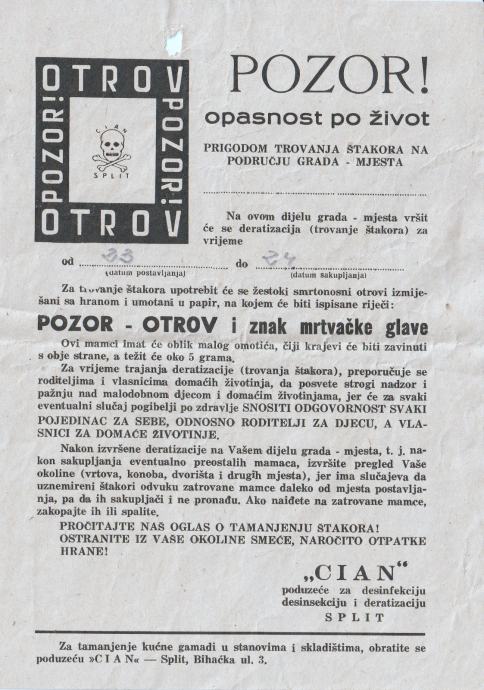 OTROV
POZOR!
CIAN
SPLIT
POZOR!
OTROV
POZOR!
opasnost po život
PRIGODOM TROVANJA ŠTAKORA NA
PODRUČJU GRADA - MJESTA
Na ovom dijelu grada - mjesta vršit
će se deratizacija (trovanje štakora) za
vrijeme
od 23 do 24
(datum postavljanja) (datum sakupljanja)
Za trovanje štakora upotrebit će se žestoki smrtonosni otrovi izmije-
šani sa hranom i umotani u papir, na kojem će biti ispisane riječi:
POZOR - OTROV i znak mrtvačke glave
Ovi mamci imat će oblik malog omotića, čiji krajevi će biti zavinuti
s obje strane, a težit će oko 5 grama.
Za vrijeme trajanja deratizacije (trovanja štakora), preporučuje se
roditeljima i vlasnicima domaćih životinja, da posvete strogi nadzor i
pažnju nad malodobnom djecom i domaćim životinjama, jer će za svaki
eventualni slučaj pogibelji po zdravlje SNOSITI ODGOVORNOST SVAKI
POJEDINAC ZA SEBE, ODNOSNO RODITELJI ZA DJECU, A VLA-
SNICI ZA DOMAĆE ŽIVOTINJE.
Nakon izvršene deratizacije na Vašem dijelu grada - mjesta, t. j. na-
kon sakupljanja eventualno preostalih mamaca, izvršite pregled Vaše
okoline (vrtova, konoba, dvorišta i drugih mjesta), jer ima slučajeva da
uznemireni štakori odvuku zatrovane mamce daleko od mjesta postavlja-
nja, pa da ih sakupljači i ne pronađu. Ako naiđete na zatrovane mamce,
zakopajte ih ili spalite.
PROČITAJTE NAŠ OGLAS O TAMANJENJU ŠTAKORA!
OSTRANITE IZ VAŠE OKOLINE SMEĆE, NAROČITO OTPATKE
HRANE!
„CIAN"
poduzeće za desinfekciju
desinsekciju i deratizaciju
SPLIT
Za tamanjenje kućne gamadi u stanovima i skladištima, obratite se
poduzeću »CIAN« — Split, Bihaćka ul. 3.